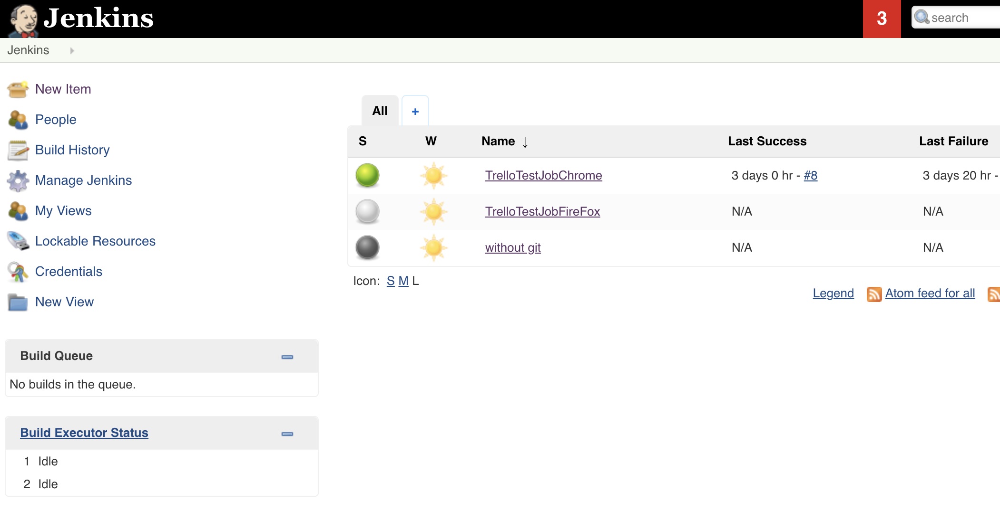 Jenkins
3
search
Jenkins
New Item
People
Build History
Manage Jenkins
My Views
Lockable Resources
Credentials
New View
Build Queue
No builds in the queue.
Build Executor Status
1 Idle
2 Idle
All +
S W Name ↓ Last Success Last Failure
TrelloTestJobChrome 3 days 0 hr - #8 3 days 20 hr -
TrelloTestJobFireFox N/A N/A
without git N/A N/A
Icon: S M L
Legend Atom feed for all